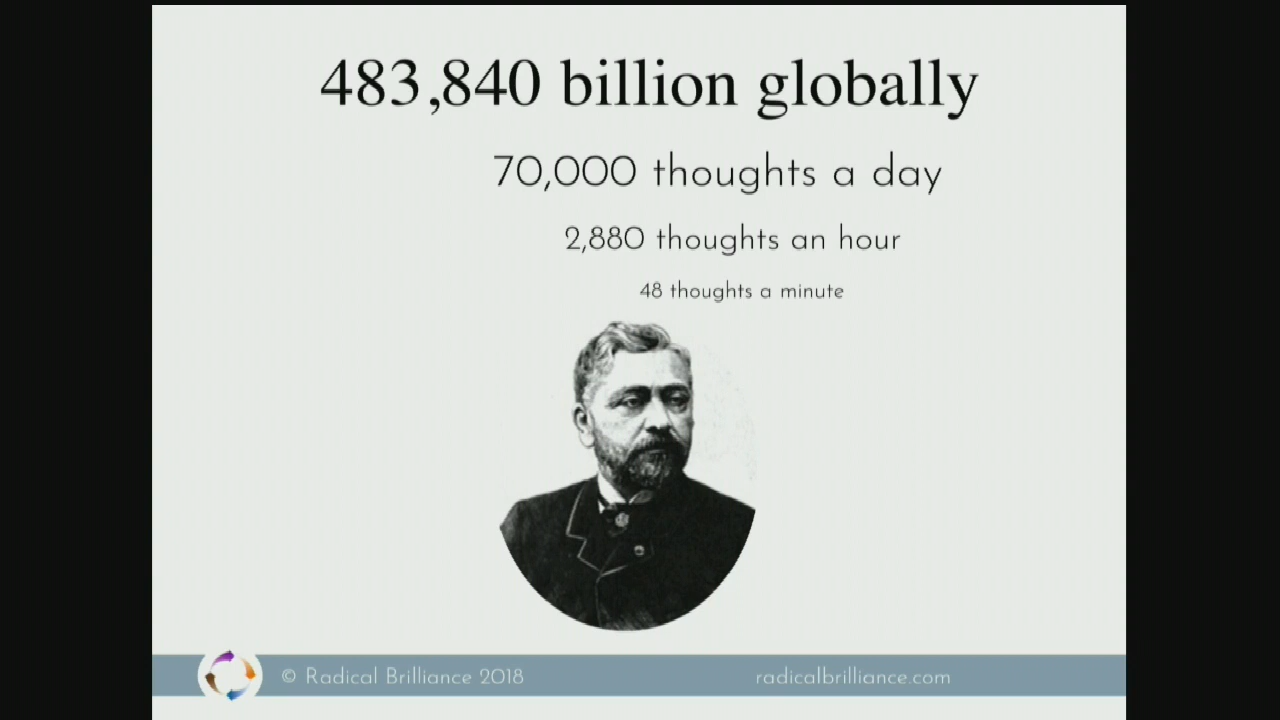 483,840 billion globally
70,000 thoughts a day
2,880 thoughts an hour
48 thoughts a minute
© Radical Brilliance 2018 radicalbrilliance.com